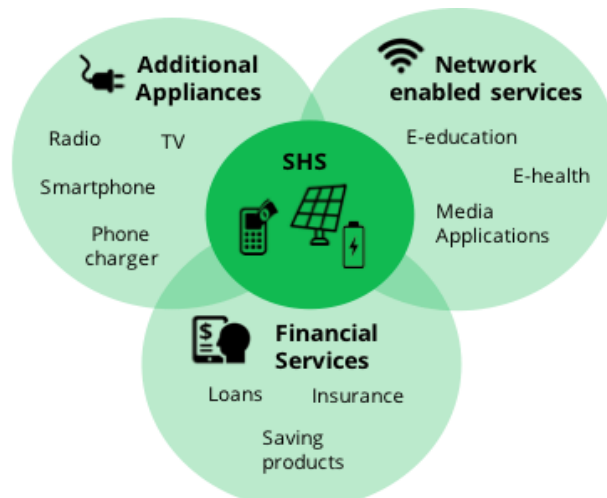 Additional
Appliances
Radio
TV
Smartphone
Phone
charger
Network
enabled services
E-education
E-health
Media
Applications
SHS
$
Financial
Services
Loans
Insurance
Saving
products